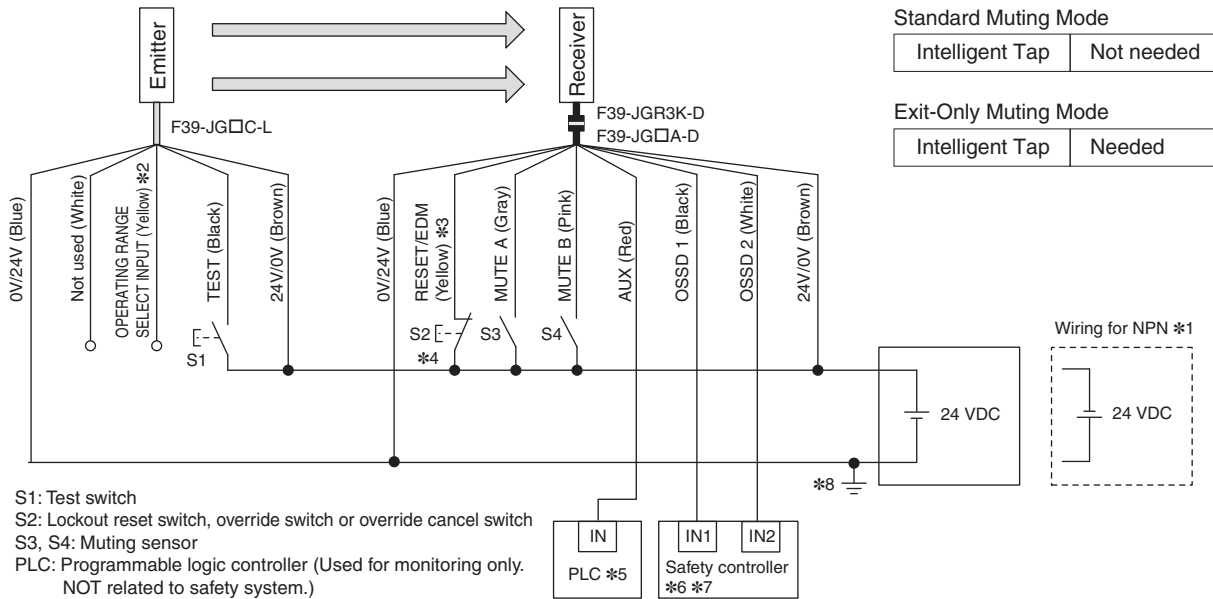 Emitter
Receiver
Standard Muting Mode
Intelligent Tap Not needed
Exit-Only Muting Mode
Intelligent Tap Needed
F39-JG□C-L
F39-JGR3K-D
F39-JG□A-D
0V/24V (Blue)
Not used (White)
OPERATING RANGE
SELECT INPUT (Yellow) *2
TEST (Black)
24V/0V (Brown)
0V/24V (Blue)
RESET/EDM
(Yellow) *3
MUTE A (Gray)
MUTE B (Pink)
AUX (Red)
OSSD 1 (Black)
OSSD 2 (White)
24V/0V (Brown)
S1
S2
*4
S3
S4
24 VDC
Wiring for NPN *1
24 VDC
*8
S1: Test switch
S2: Lockout reset switch, override switch or override cancel switch
S3, S4: Muting sensor
PLC: Programmable logic controller (Used for monitoring only.
NOT related to safety system.)
IN
PLC *5
IN1
IN2
Safety controller
*6 *7